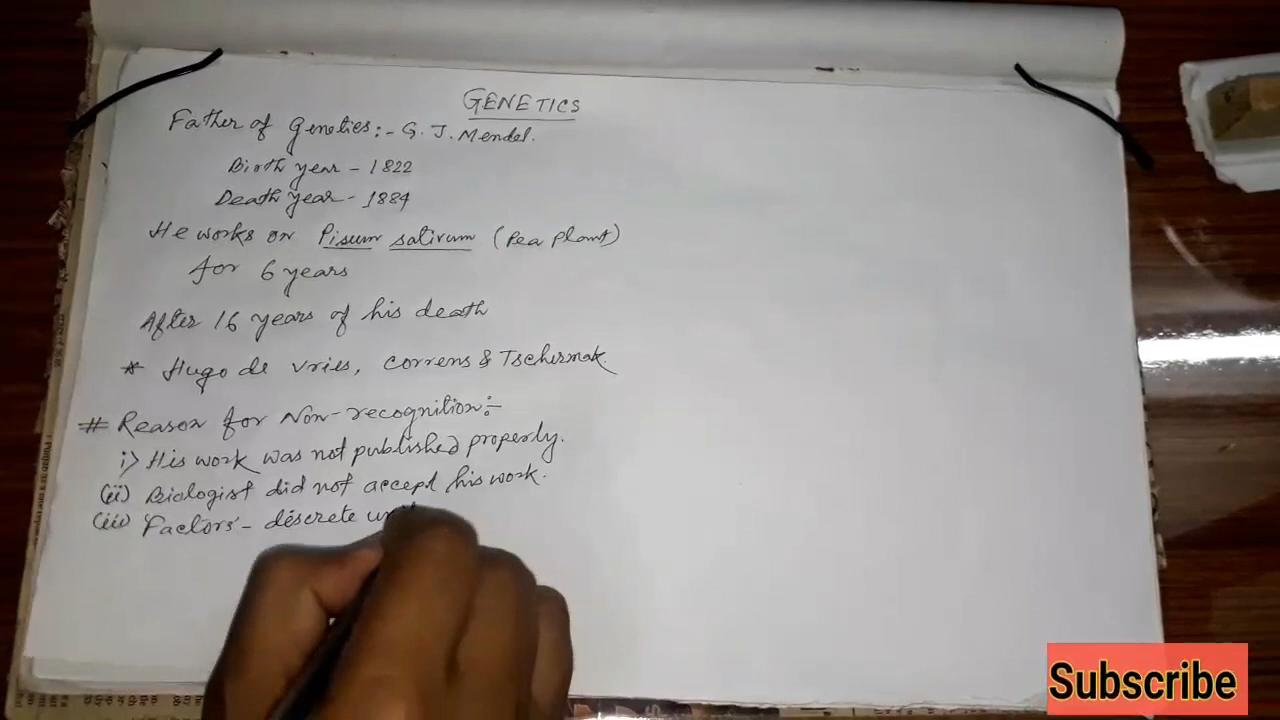 GENETICS
Father of Genetics:- G. J. Mendel.
Birth year - 1822
Death year - 1884
He works on Pisum sativum (Pea plant)
for 6 years
After 16 years of his death
* Hugo de Vries, Correns & Tschermak.
# Reason for Non-recognition:-
i) His work was not published properly.
(ii) Biologist did not accept his work.
(iii) 'Factors' - discrete
Subscribe